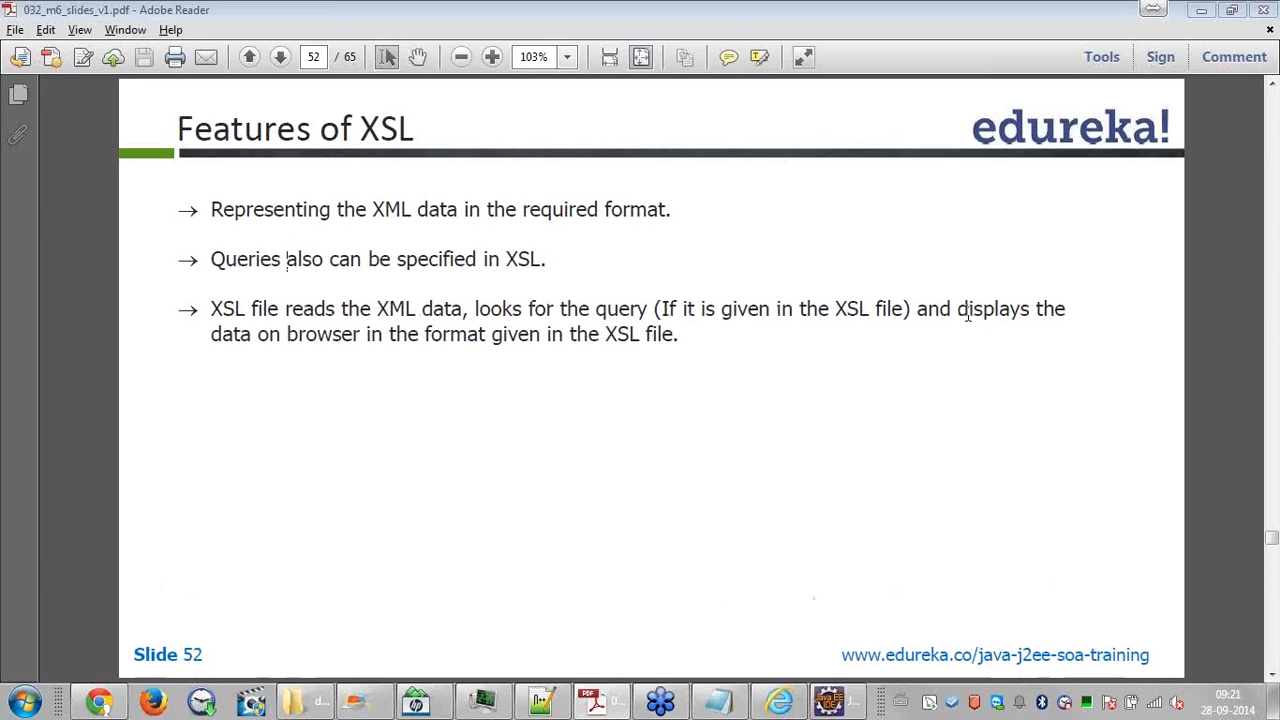 032_m6_slides_v1.pdf - Adobe Reader
File Edit View Window Help
52 / 65 103% Tools Sign Comment
Features of XSL edureka!
→ Representing the XML data in the required format.
→ Queries also can be specified in XSL.
→ XSL file reads the XML data, looks for the query (If it is given in the XSL file) and displays the
data on browser in the format given in the XSL file.
Slide 52 www.edureka.co/java-j2ee-soa-training
d... 0... J...
09:21
28-09-2014